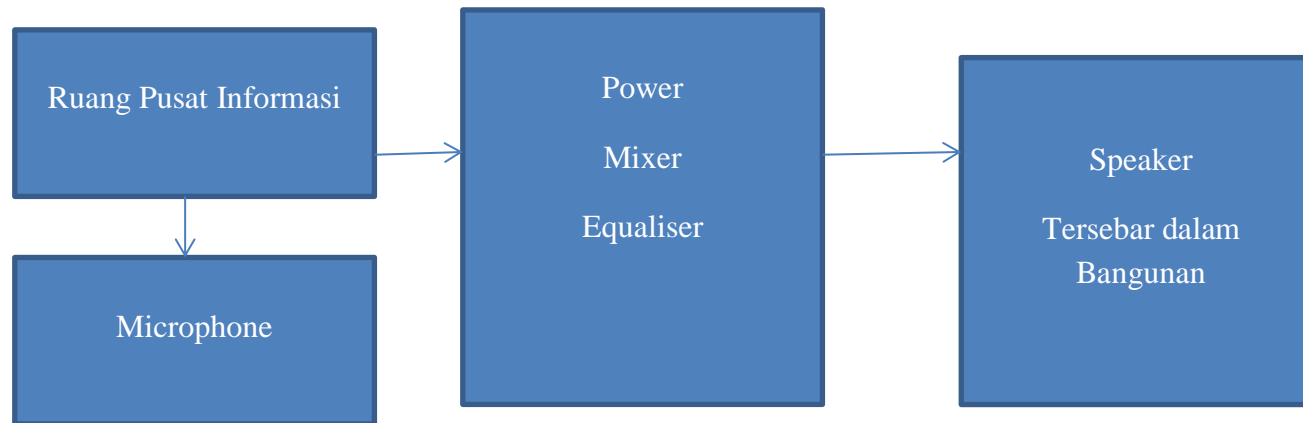 Ruang Pusat Informasi
Microphone
Power
Mixer
Equaliser
Speaker
Tersebar dalam
Bangunan